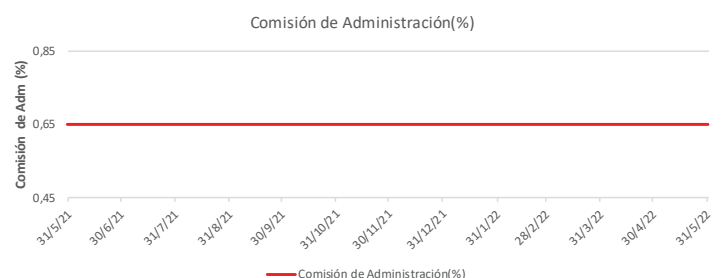 Comisión de Administración(%)
Comisión de Adm (%)
0,85
0,65
0,45
31/5/21 30/6/21 31/7/21 31/8/21 30/9/21 31/10/21 30/11/21 31/12/21 31/1/22 28/2/22 31/3/22 30/4/22 31/5/22
Comisión de Administración(%)